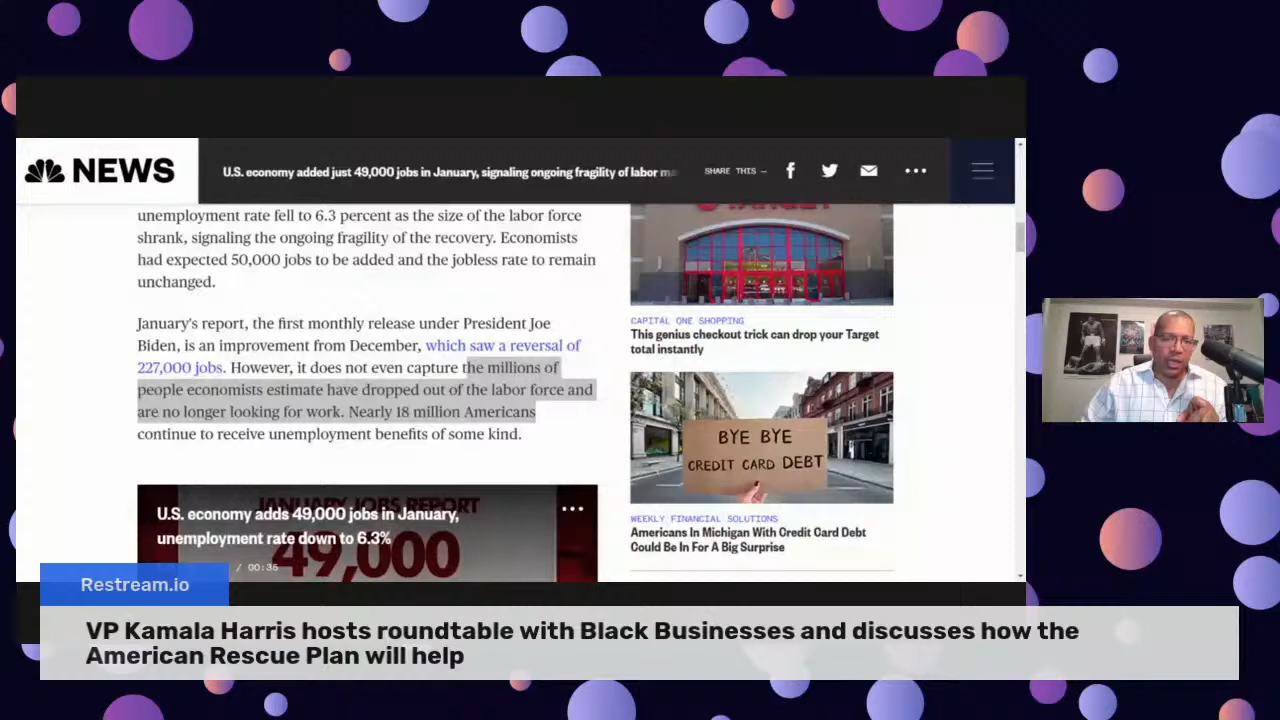 NEWS
U.S. economy added just 49,000 jobs in January, signaling ongoing fragility of labor
SHARE THIS —
unemployment rate fell to 6.3 percent as the size of the labor force
shrank, signaling the ongoing fragility of the recovery. Economists
had expected 50,000 jobs to be added and the jobless rate to remain
unchanged.
January's report, the first monthly release under President Joe
Biden, is an improvement from December, which saw a reversal of
227,000 jobs. However, it does not even capture the millions of
people economists estimate have dropped out of the labor force and
are no longer looking for work. Nearly 18 million Americans
continue to receive unemployment benefits of some kind.
JANUARY JOBS REPORT
U.S. economy adds 49,000 jobs in January,
unemployment rate down to 6.3%
49,000
/ 00:35
TARGET
CAPITAL ONE SHOPPING
This genius checkout trick can drop your Target
total instantly
BYE BYE
CREDIT CARD DEBT
WEEKLY FINANCIAL SOLUTIONS
Americans In Michigan With Credit Card Debt
Could Be In For A Big Surprise
Restream.io
VP Kamala Harris hosts roundtable with Black Businesses and discusses how the
American Rescue Plan will help